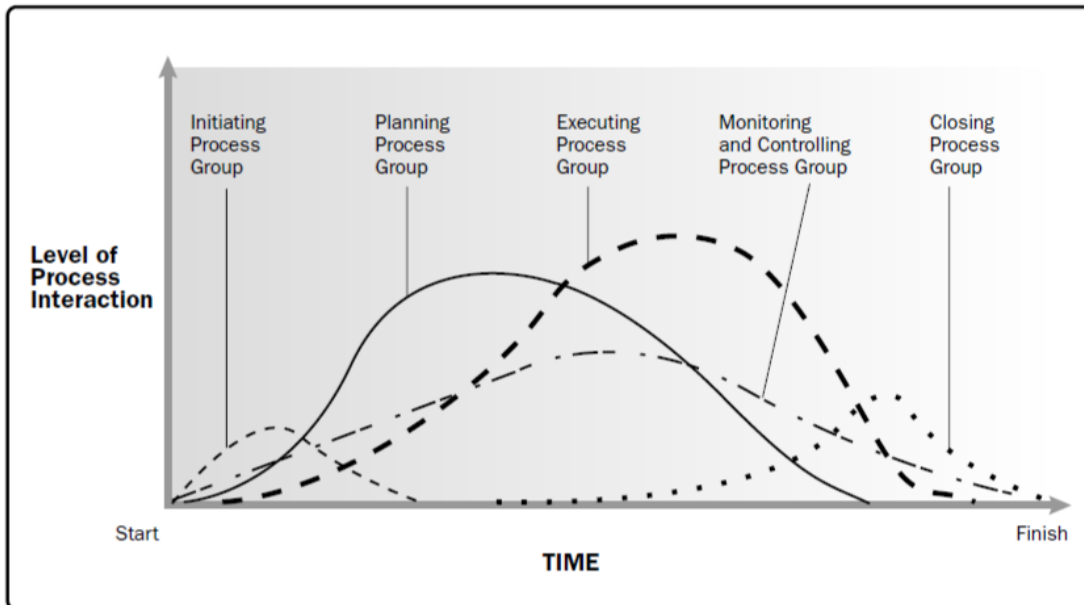 Initiating
Process
Group
Planning
Process
Group
Executing
Process
Group
Monitoring
and Controlling
Process Group
Closing
Process
Group
Level of
Process
Interaction
Start
Finish
TIME